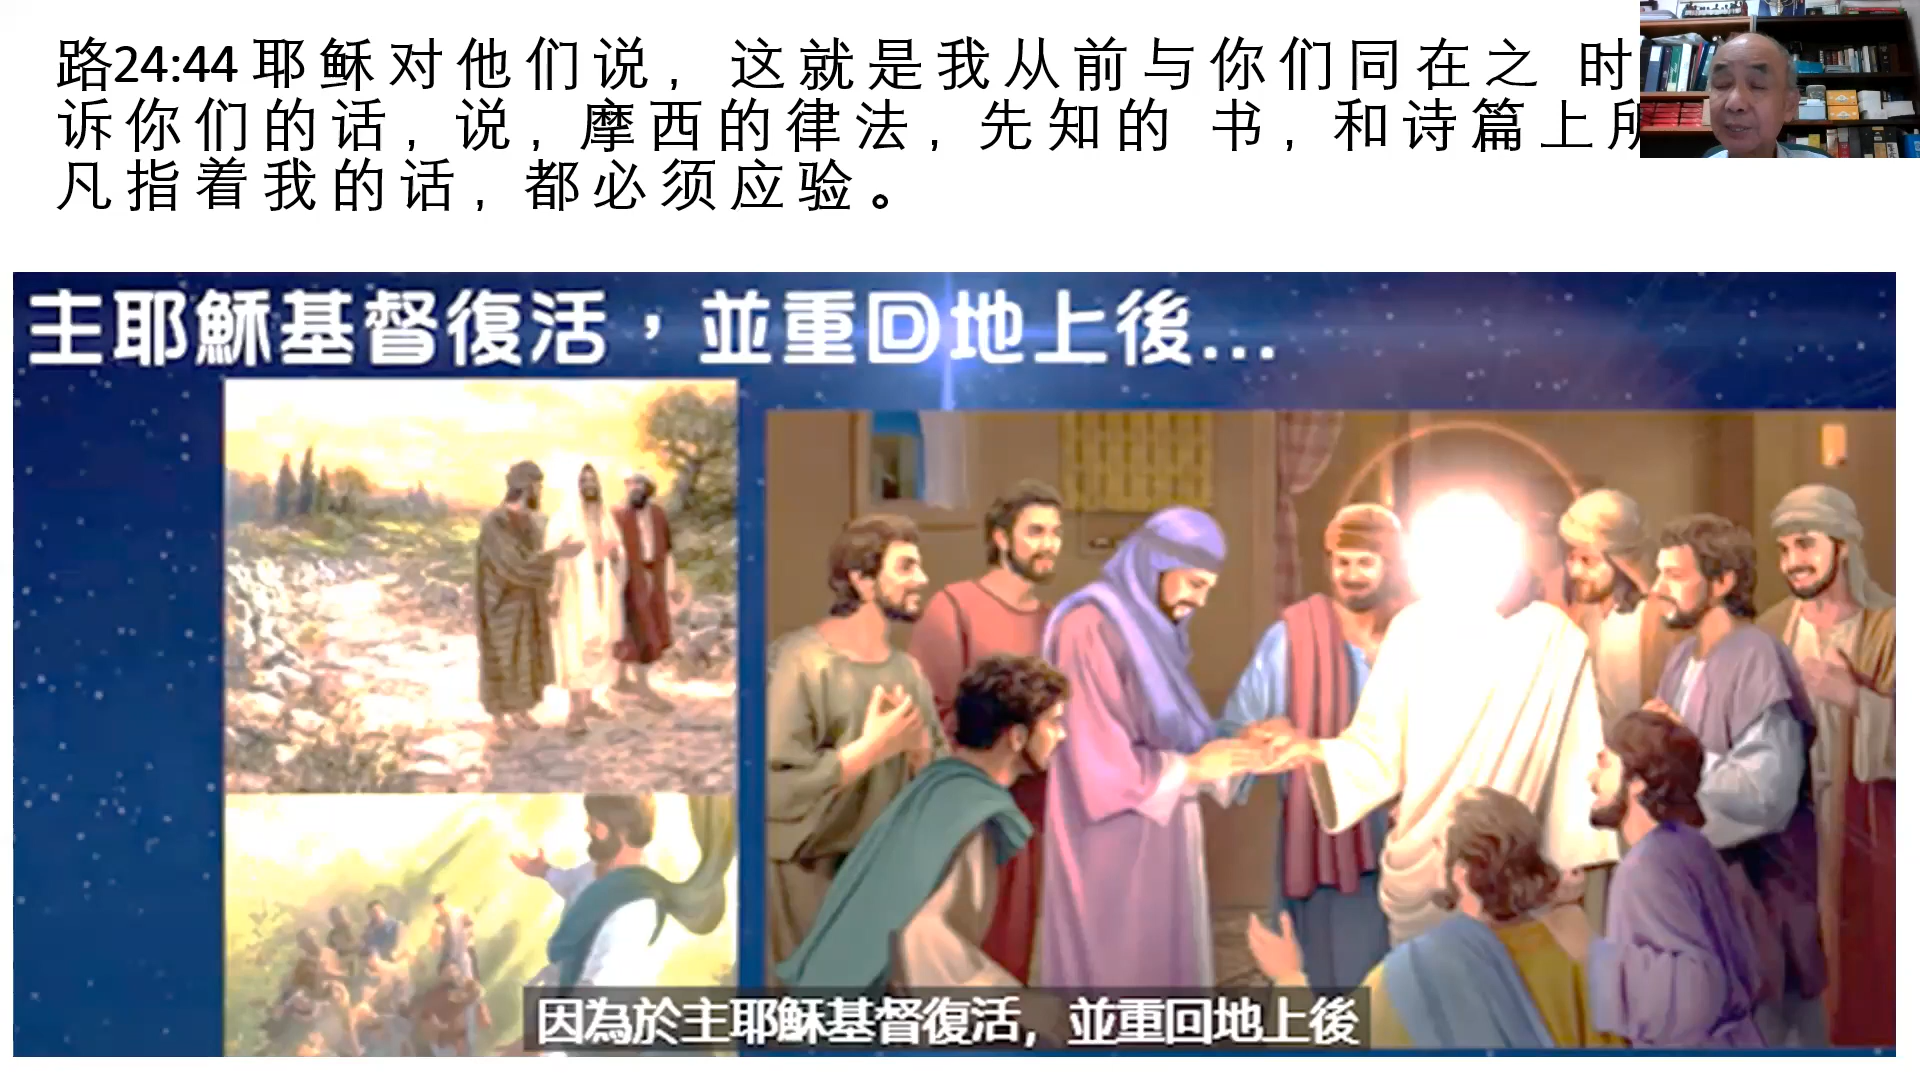 路24:44 耶稣对他们说，这就是我从前与你们同在之 时
诉你们的话，说，摩西的律法，先知的 书，和诗篇上
凡指着我的话，都必须应验。
主耶穌基督復活，並重回地上後...
因為於主耶穌基督復活，並重回地上後